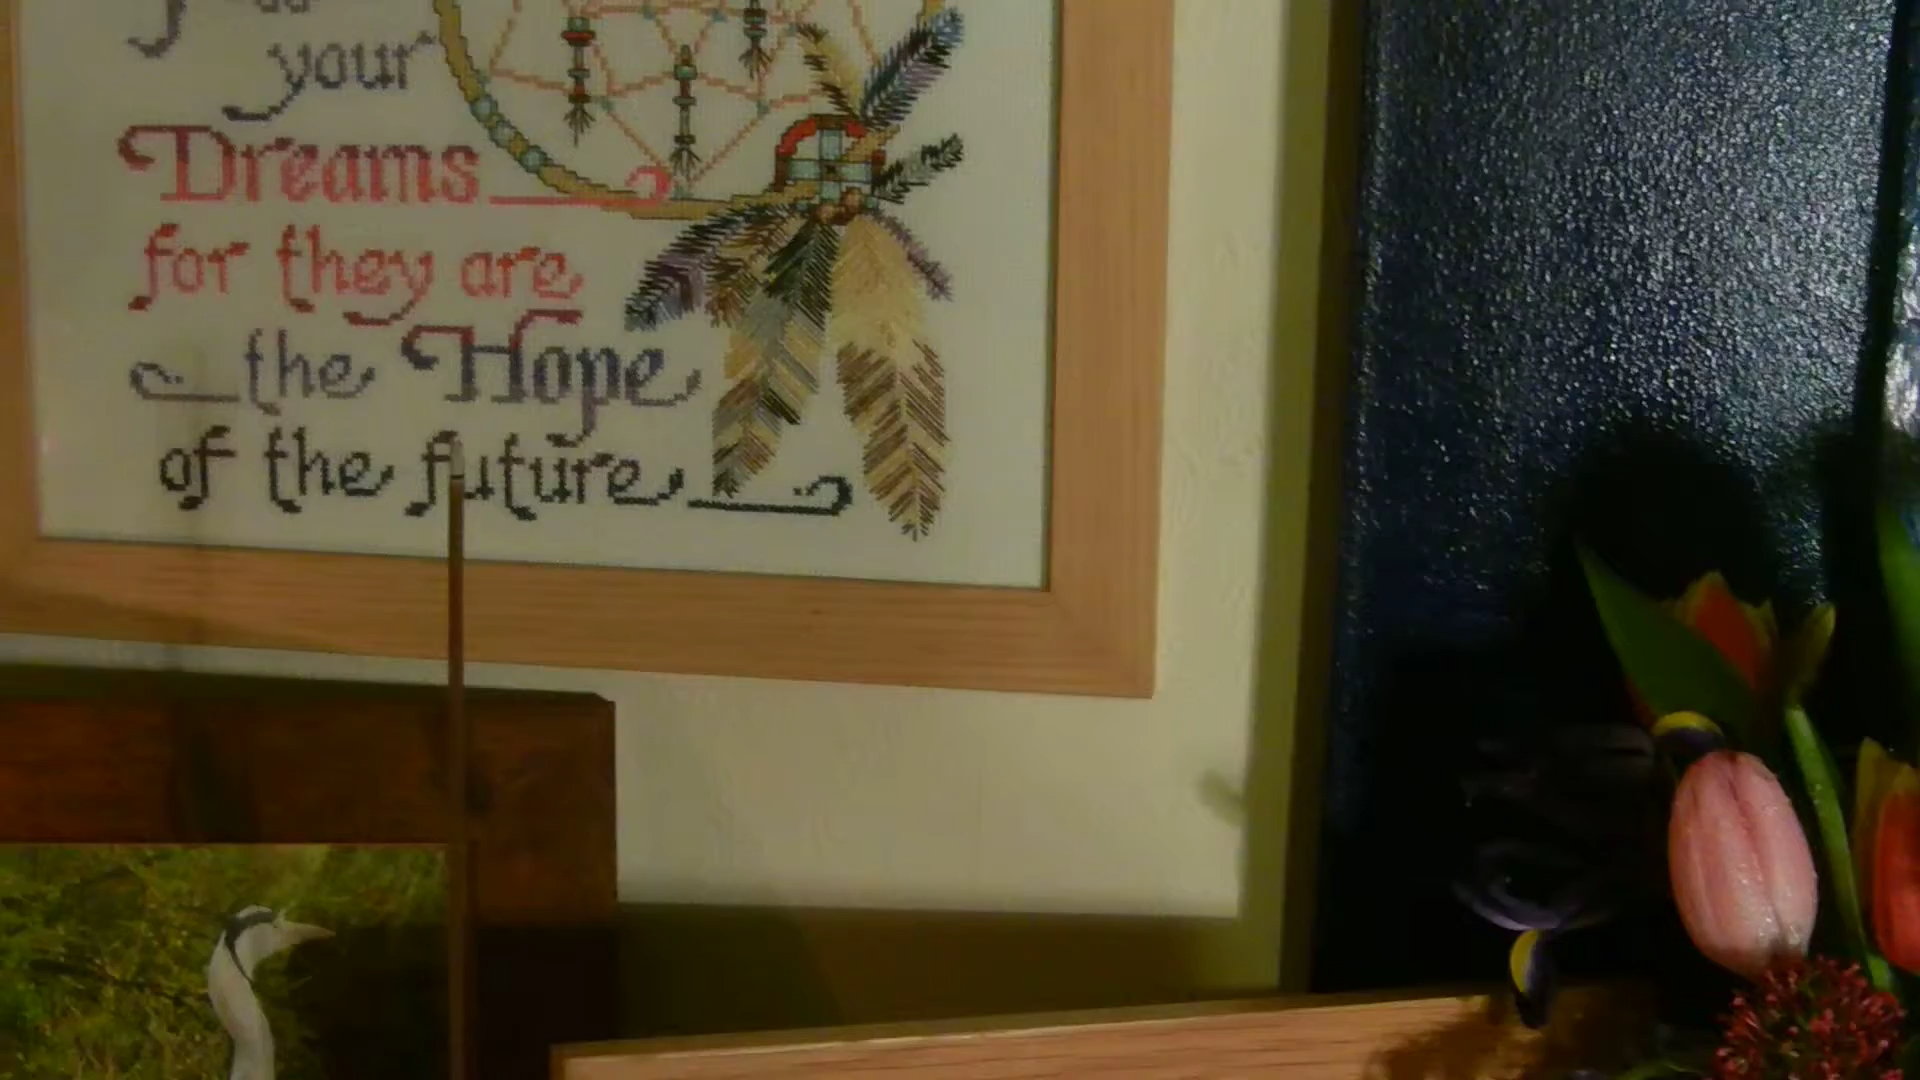 your
Dreams
for they are
the Hope
of the future